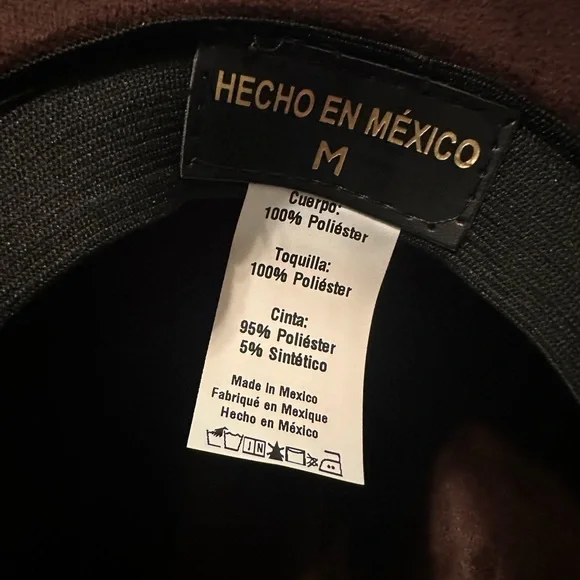 HECHO EN MÉXICO
M
Cuerpo:
100% Poliéster
Toquilla:
100% Poliéster
Cinta:
95% Poliéster
5% Sintético
Made in Mexico
Fabriqué en Mexique
Hecho en México
IN